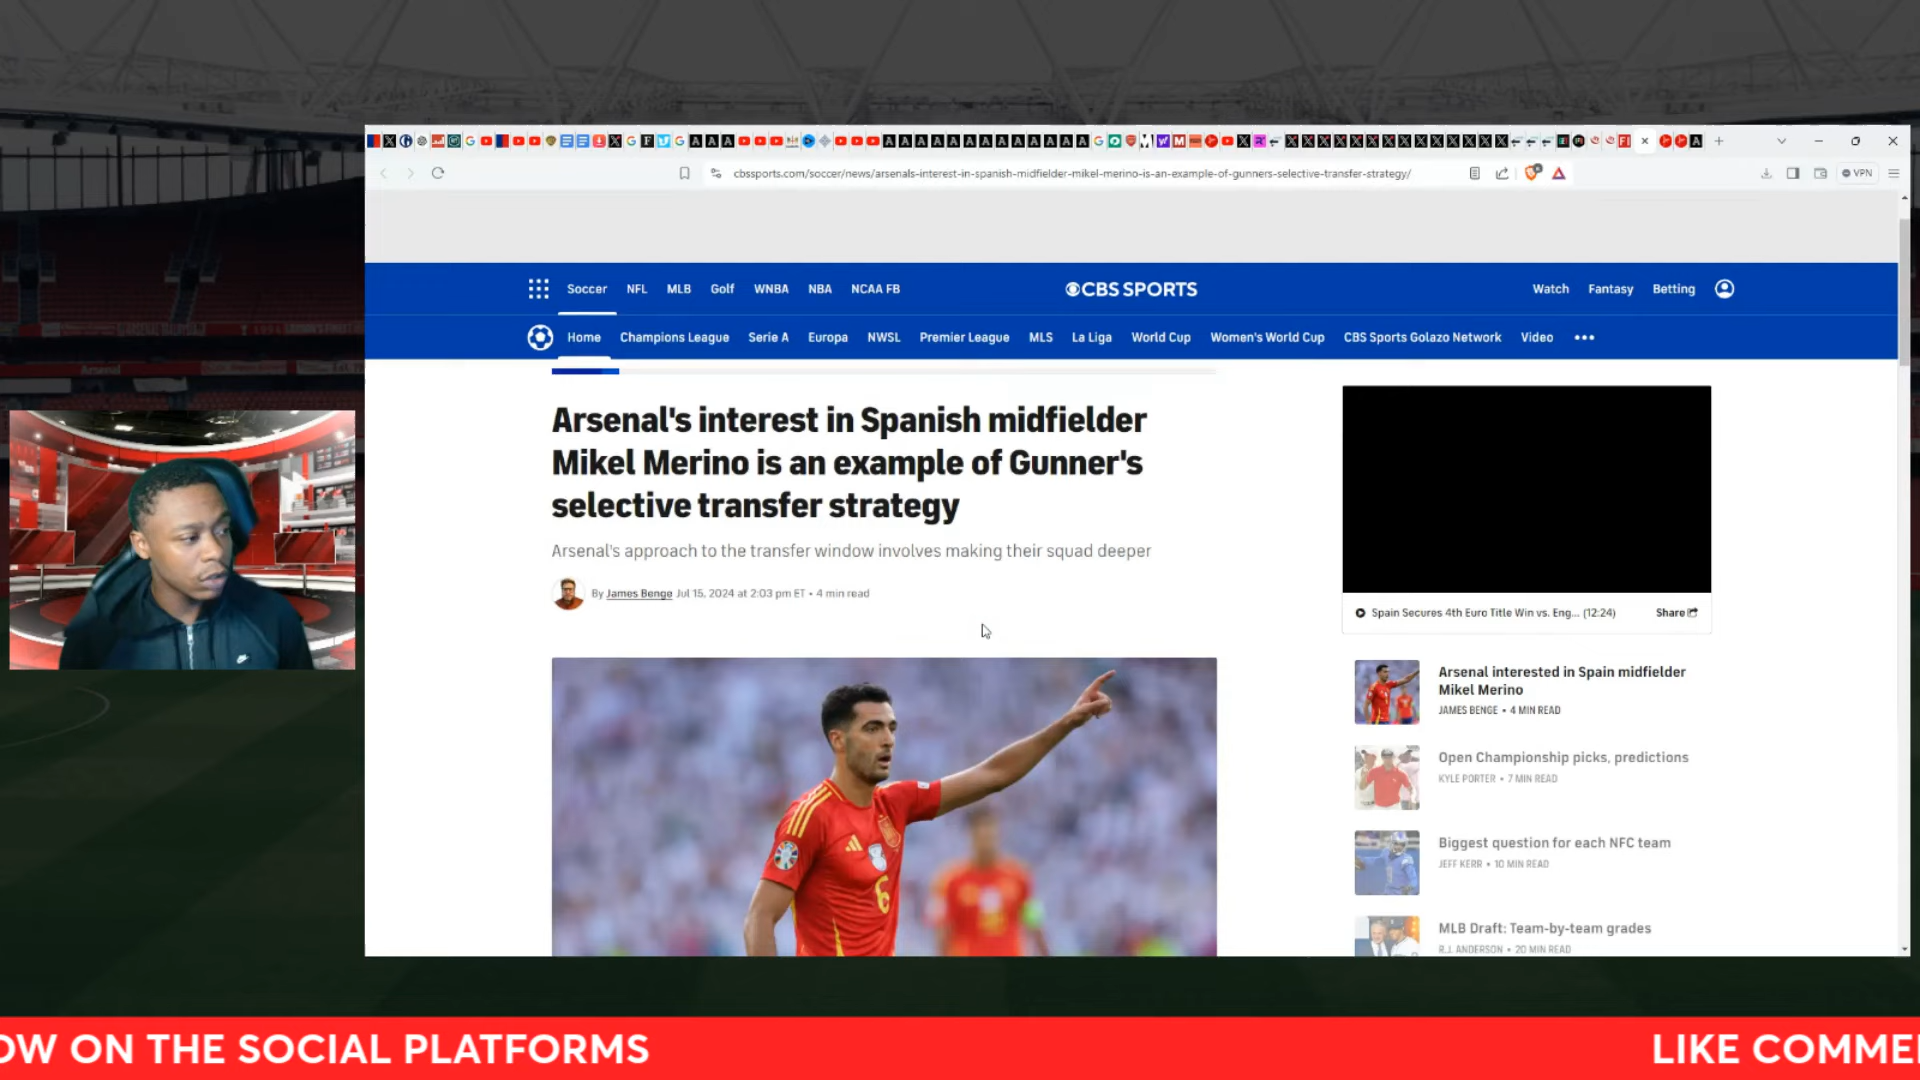 cbssports.com/soccer/news/arsenals-interest-in-spanish-midfielder-mikel-merino-is-an-example-of-gunners-selective-transfer-strategy/
VPN
Soccer NFL MLB Golf WNBA NBA NCAA FB
CBS SPORTS
Watch Fantasy Betting
Home Champions League Serie A Europa NWSL Premier League MLS La Liga World Cup Women's World Cup CBS Sports Golazo Network Video
Arsenal
Arsenal's interest in Spanish midfielder
Mikel Merino is an example of Gunner's
selective transfer strategy
Arsenal's approach to the transfer window involves making their squad deeper
By James Benge Jul 15, 2024 at 2:03 pm ET • 4 min read
6
Spain Secures 4th Euro Title Win vs. Eng... (12:24) Share
Arsenal interested in Spain midfielder
Mikel Merino
JAMES BENGE • 4 MIN READ
Open Championship picks, predictions
KYLE PORTER • 7 MIN READ
Biggest question for each NFC team
JEFF KERR • 10 MIN READ
MLB Draft: Team-by-team grades
R.J. ANDERSON • 20 MIN READ
OW ON THE SOCIAL PLATFORMS
LIKE COMME